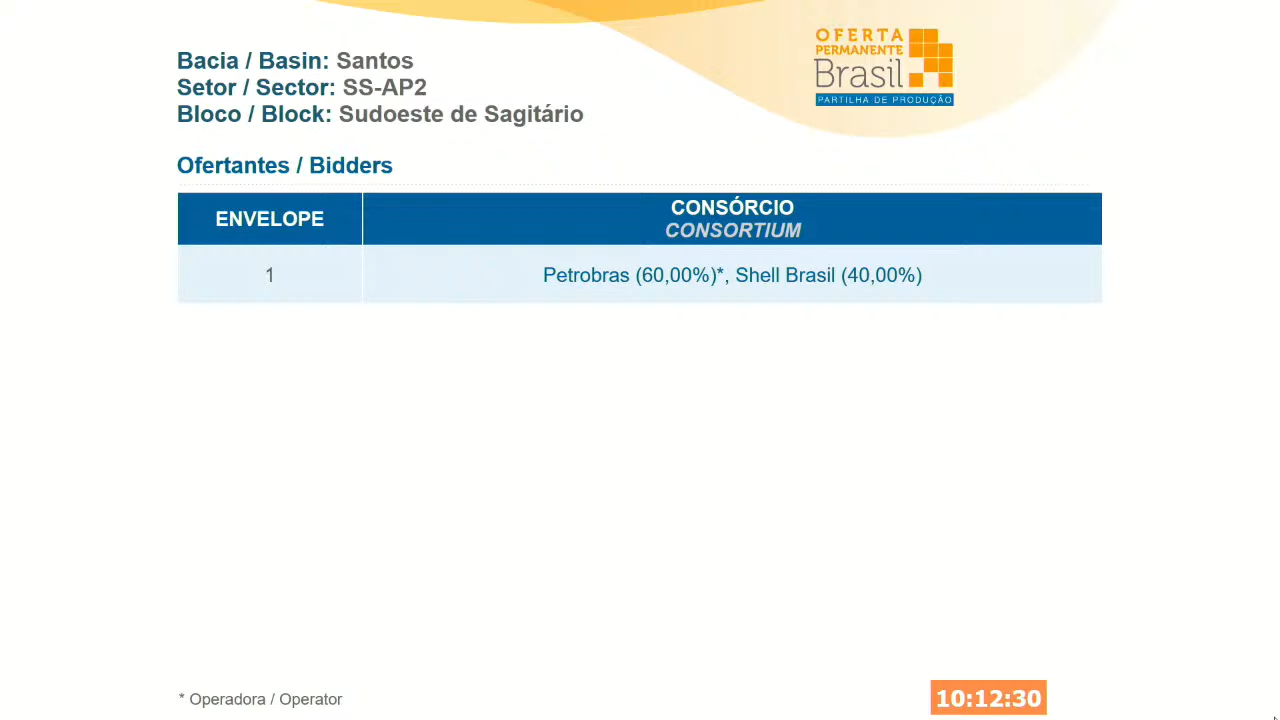 Bacia / Basin: Santos
Setor / Sector: SS-AP2
Bloco / Block: Sudoeste de Sagitário
OFERTA
PERMANENTE
Brasil
PARTILHA DE PRODUÇÃO
Ofertantes / Bidders
ENVELOPE
CONSÓRCIO
CONSORTIUM
1
Petrobras (60,00%)*, Shell Brasil (40,00%)
* Operadora / Operator
10:12:30